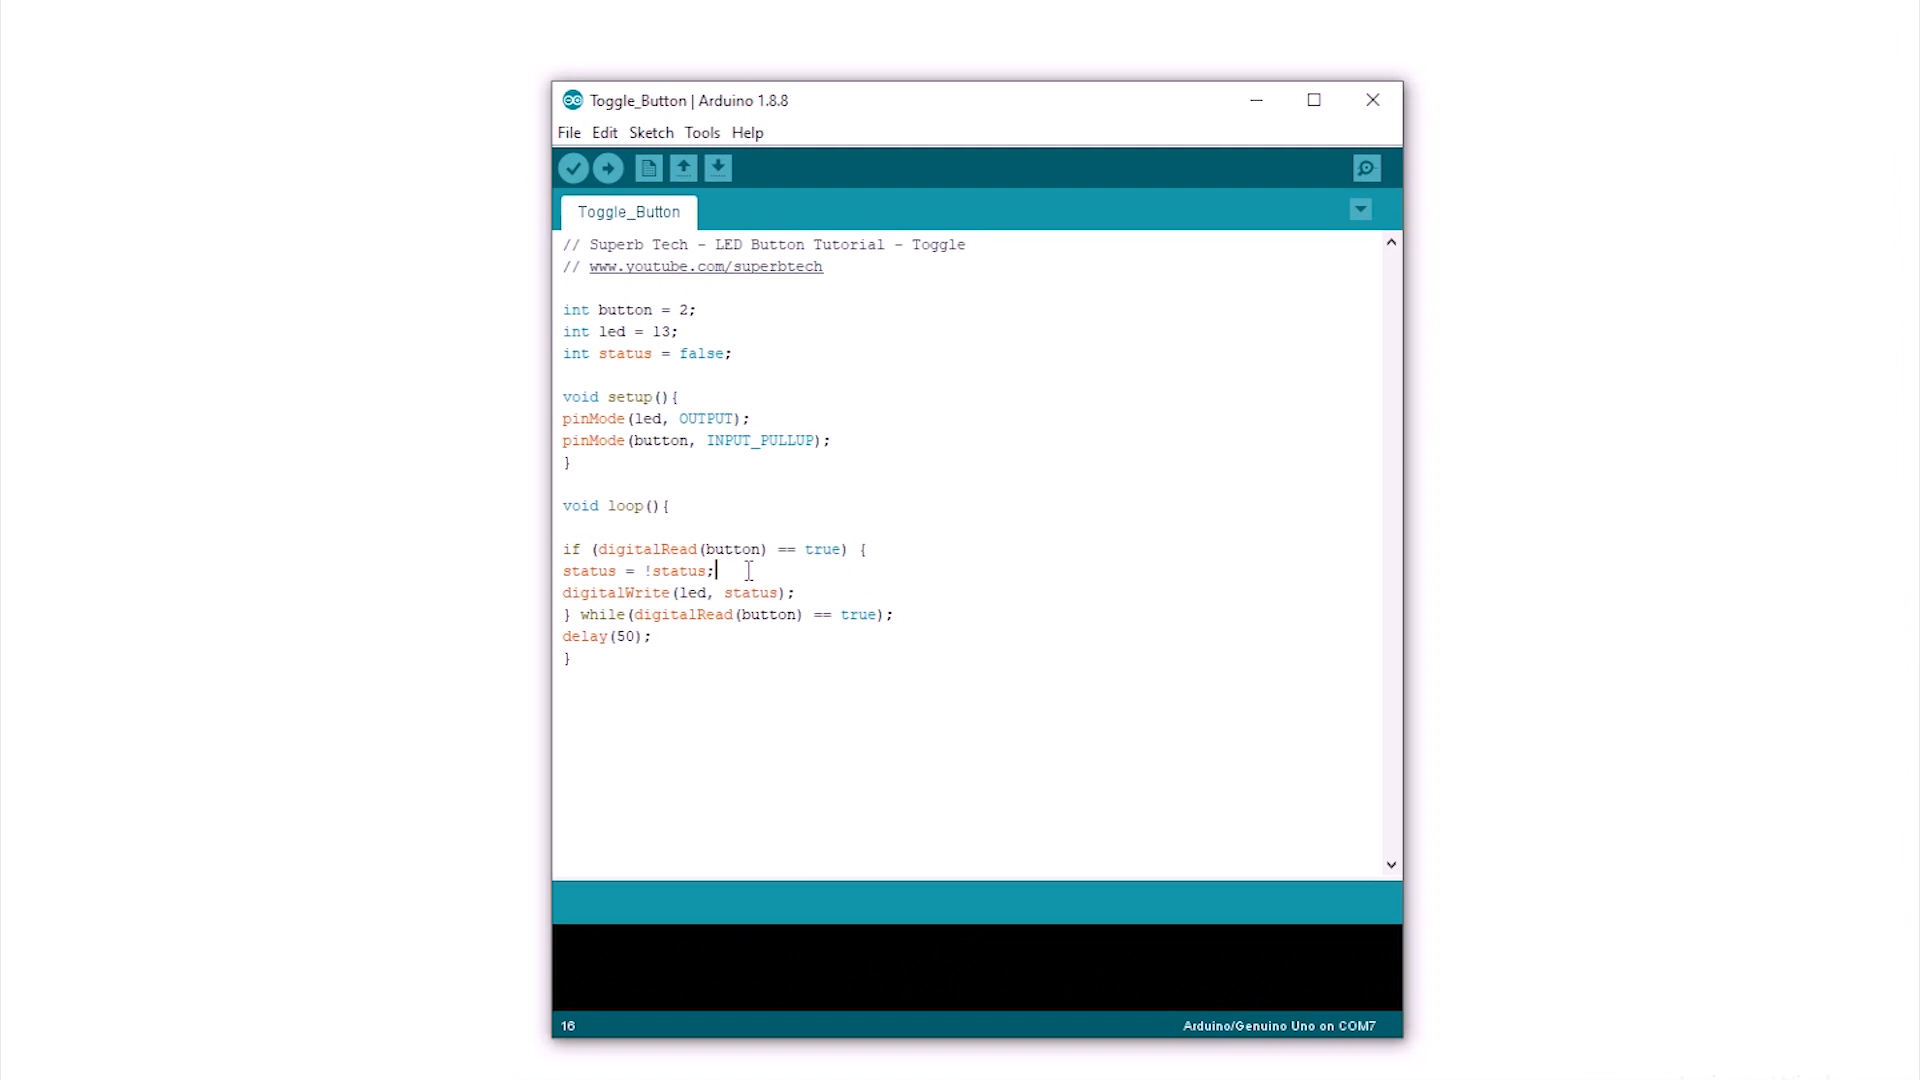 Toggle_Button | Arduino 1.8.8
File Edit Sketch Tools Help
Toggle_Button
// Superb Tech - LED Button Tutorial - Toggle
// www.youtube.com/superbtech
int button = 2;
int led = 13;
int status = false;
void setup(){
pinMode(led, OUTPUT);
pinMode(button, INPUT_PULLUP);
}
void loop(){
if (digitalRead(button) == true) {
status = !status;
digitalWrite(led, status);
} while(digitalRead(button) == true);
delay(50);
}
16 Arduino/Genuino Uno on COM7